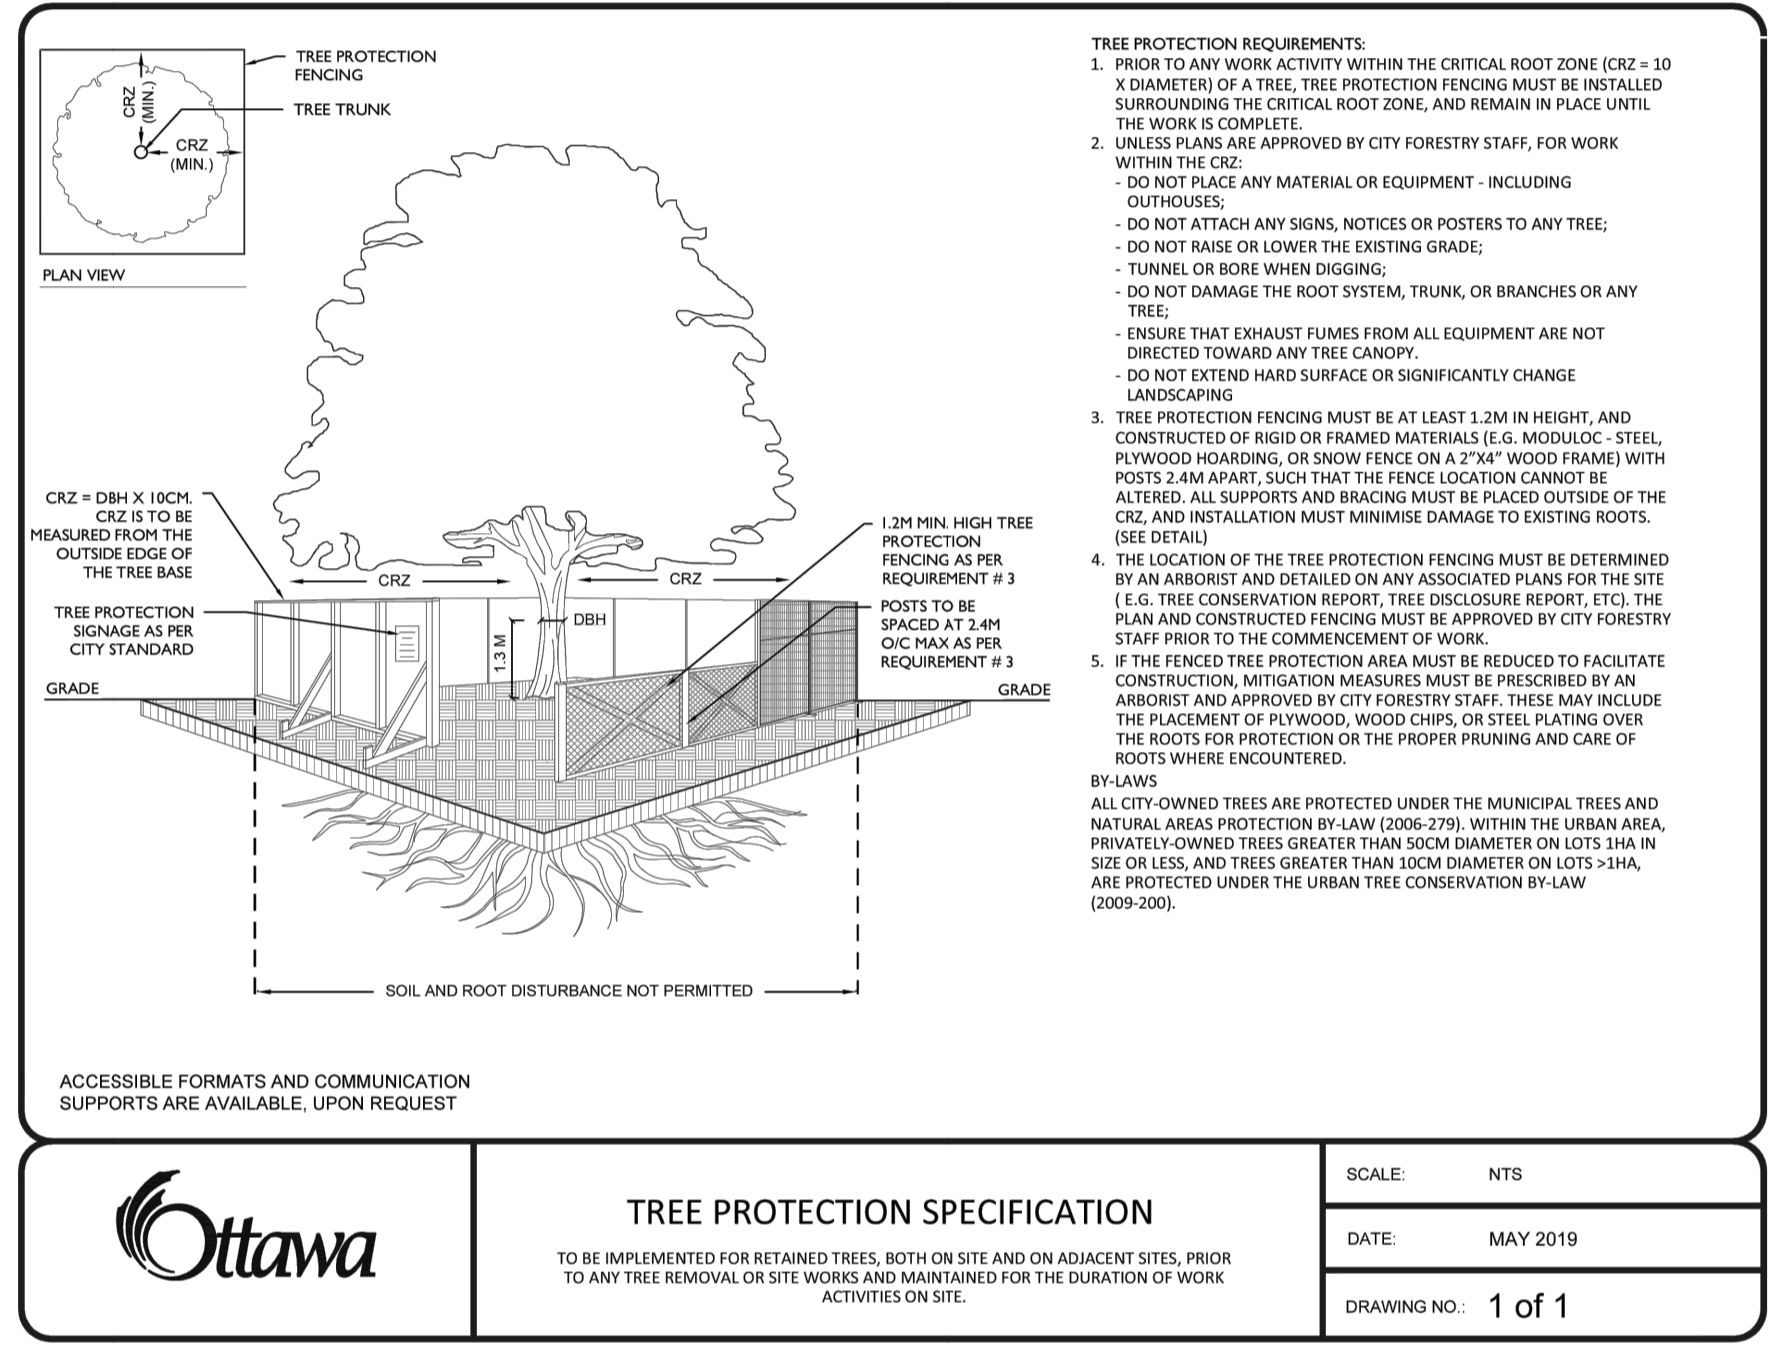 TREE PROTECTION
FENCING
TREE TRUNK
CRZ
(MIN.)
CRZ
(MIN.)
PLAN VIEW
CRZ = DBH X 10CM.
CRZ IS TO BE
MEASURED FROM THE
OUTSIDE EDGE OF
THE TREE BASE
TREE PROTECTION
SIGNAGE AS PER
CITY STANDARD
GRADE
CRZ
CRZ
DBH
1.3 M
1.2M MIN. HIGH TREE
PROTECTION
FENCING AS PER
REQUIREMENT # 3
POSTS TO BE
SPACED AT 2.4M
O/C MAX AS PER
REQUIREMENT # 3
GRADE
SOIL AND ROOT DISTURBANCE NOT PERMITTED
ACCESSIBLE FORMATS AND COMMUNICATION
SUPPORTS ARE AVAILABLE, UPON REQUEST
TREE PROTECTION REQUIREMENTS:
1. PRIOR TO ANY WORK ACTIVITY WITHIN THE CRITICAL ROOT ZONE (CRZ = 10
X DIAMETER) OF A TREE, TREE PROTECTION FENCING MUST BE INSTALLED
SURROUNDING THE CRITICAL ROOT ZONE, AND REMAIN IN PLACE UNTIL
THE WORK IS COMPLETE.
2. UNLESS PLANS ARE APPROVED BY CITY FORESTRY STAFF, FOR WORK
WITHIN THE CRZ:
- DO NOT PLACE ANY MATERIAL OR EQUIPMENT - INCLUDING
OUTHOUSES;
- DO NOT ATTACH ANY SIGNS, NOTICES OR POSTERS TO ANY TREE;
- DO NOT RAISE OR LOWER THE EXISTING GRADE;
- TUNNEL OR BORE WHEN DIGGING;
- DO NOT DAMAGE THE ROOT SYSTEM, TRUNK, OR BRANCHES OR ANY
TREE;
- ENSURE THAT EXHAUST FUMES FROM ALL EQUIPMENT ARE NOT
DIRECTED TOWARD ANY TREE CANOPY.
- DO NOT EXTEND HARD SURFACE OR SIGNIFICANTLY CHANGE
LANDSCAPING
3. TREE PROTECTION FENCING MUST BE AT LEAST 1.2M IN HEIGHT, AND
CONSTRUCTED OF RIGID OR FRAMED MATERIALS (E.G. MODULOC - STEEL,
PLYWOOD HOARDING, OR SNOW FENCE ON A 2”X4” WOOD FRAME) WITH
POSTS 2.4M APART, SUCH THAT THE FENCE LOCATION CANNOT BE
ALTERED. ALL SUPPORTS AND BRACING MUST BE PLACED OUTSIDE OF THE
CRZ, AND INSTALLATION MUST MINIMISE DAMAGE TO EXISTING ROOTS.
(SEE DETAIL)
4. THE LOCATION OF THE TREE PROTECTION FENCING MUST BE DETERMINED
BY AN ARBORIST AND DETAILED ON ANY ASSOCIATED PLANS FOR THE SITE
( E.G. TREE CONSERVATION REPORT, TREE DISCLOSURE REPORT, ETC). THE
PLAN AND CONSTRUCTED FENCING MUST BE APPROVED BY CITY FORESTRY
STAFF PRIOR TO THE COMMENCEMENT OF WORK.
5. IF THE FENCED TREE PROTECTION AREA MUST BE REDUCED TO FACILITATE
CONSTRUCTION, MITIGATION MEASURES MUST BE PRESCRIBED BY AN
ARBORIST AND APPROVED BY CITY FORESTRY STAFF. THESE MAY INCLUDE
THE PLACEMENT OF PLYWOOD, WOOD CHIPS, OR STEEL PLATING OVER
THE ROOTS FOR PROTECTION OR THE PROPER PRUNING AND CARE OF
ROOTS WHERE ENCOUNTERED.
BY-LAWS
ALL CITY-OWNED TREES ARE PROTECTED UNDER THE MUNICIPAL TREES AND
NATURAL AREAS PROTECTION BY-LAW (2006-279). WITHIN THE URBAN AREA,
PRIVATELY-OWNED TREES GREATER THAN 50CM DIAMETER ON LOTS 1HA IN
SIZE OR LESS, AND TREES GREATER THAN 10CM DIAMETER ON LOTS >1HA,
ARE PROTECTED UNDER THE URBAN TREE CONSERVATION BY-LAW
(2009-200).
Ottawa
TREE PROTECTION SPECIFICATION
TO BE IMPLEMENTED FOR RETAINED TREES, BOTH ON SITE AND ON ADJACENT SITES, PRIOR
TO ANY TREE REMOVAL OR SITE WORKS AND MAINTAINED FOR THE DURATION OF WORK
ACTIVITIES ON SITE.
SCALE: NTS
DATE: MAY 2019
DRAWING NO.: 1 of 1